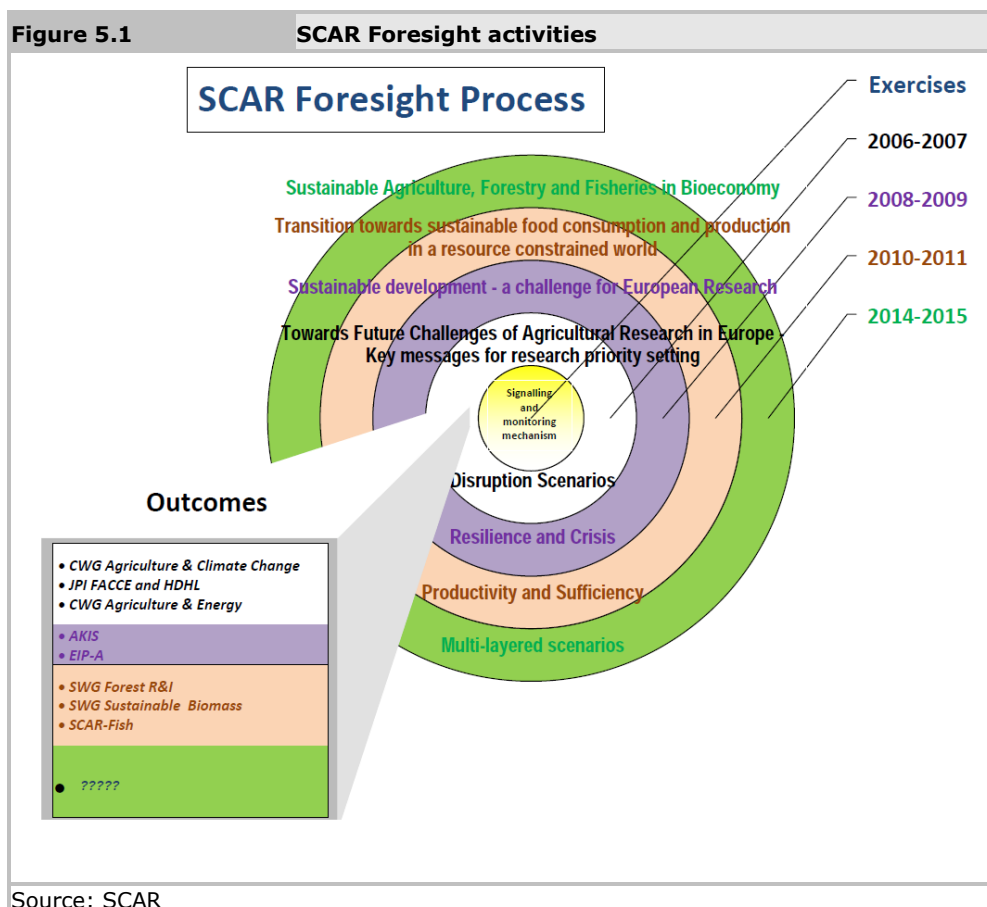 Figure 5.1 SCAR Foresight activities
SCAR Foresight Process
Exercises
2006-2007
2008-2009
2010-2011
2014-2015
Sustainable Agriculture, Forestry and Fisheries in Bioeconomy
Transition towards sustainable food consumption and production
in a resource constrained world
Sustainable development - a challenge for European Research
Towards Future Challenges of Agricultural Research in Europe -
Key messages for research priority setting
Signalling
and
monitoring
mechanism
Disruption Scenarios
Resilience and Crisis
Productivity and Sufficiency
Multi-layered scenarios
Outcomes
• CWG Agriculture & Climate Change
• JPI FACCE and HDHL
• CWG Agriculture & Energy
• AKIS
• EIP-A
• SWG Forest R&I
• SWG Sustainable Biomass
• SCAR-Fish
• ?????
Source: SCAR